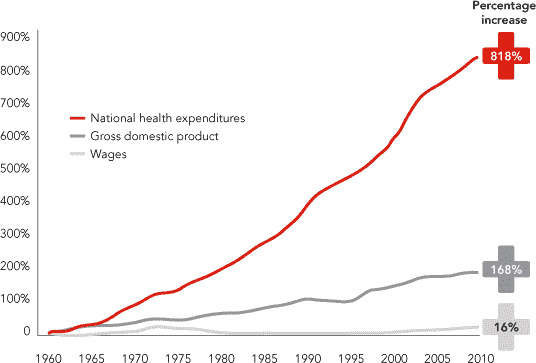 Percentage
increase
900%
800%
700%
600%
500%
400%
300%
200%
100%
0
818%
National health expenditures
Gross domestic product
Wages
168%
16%
1960 1965 1970 1975 1980 1985 1990 1995 2000 2005 2010